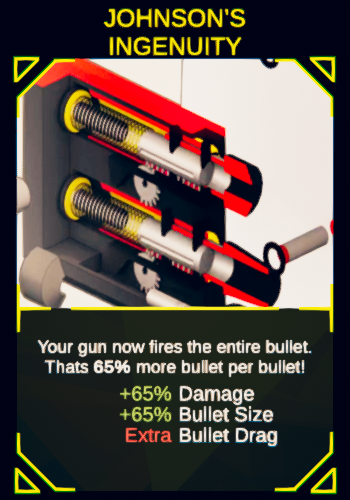 JOHNSON'S
INGENUITY
Your gun now fires the entire bullet.
Thats 65% more bullet per bullet!
+65% Damage
+65% Bullet Size
Extra Bullet Drag